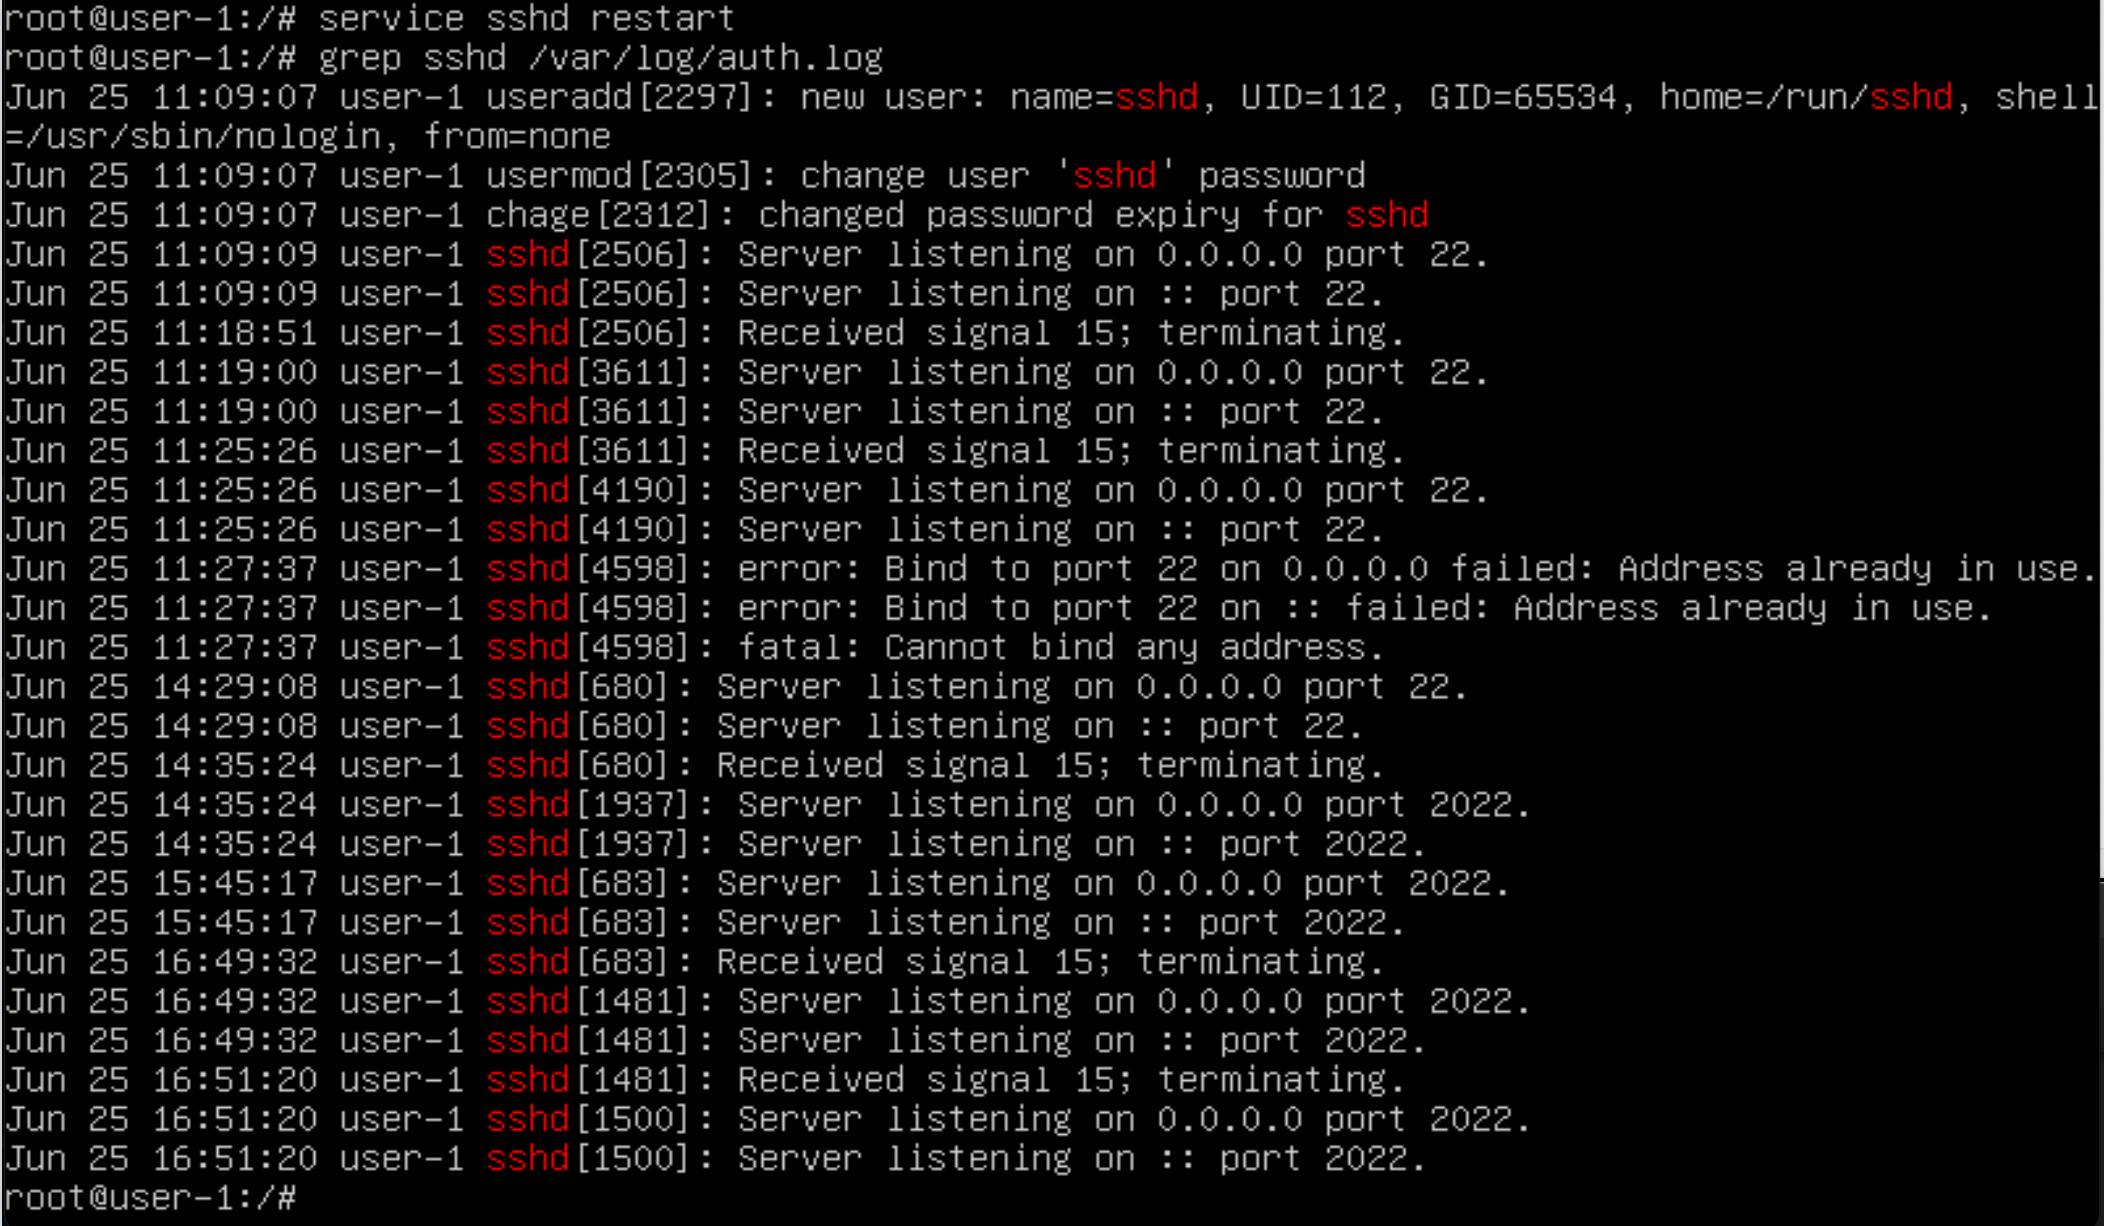 root@user-1:/# service sshd restart
root@user-1:/# grep sshd /var/log/auth.log
Jun 25 11:09:07 user-1 useradd[2297]: new user: name=sshd, UID=112, GID=65534, home=/run/sshd, shell
=/usr/sbin/nologin, from=none
Jun 25 11:09:07 user-1 usermod[2305]: change user 'sshd' password
Jun 25 11:09:07 user-1 chage[2312]: changed password expiry for sshd
Jun 25 11:09:09 user-1 sshd[2506]: Server listening on 0.0.0.0 port 22.
Jun 25 11:09:09 user-1 sshd[2506]: Server listening on :: port 22.
Jun 25 11:18:51 user-1 sshd[2506]: Received signal 15; terminating.
Jun 25 11:19:00 user-1 sshd[3611]: Server listening on 0.0.0.0 port 22.
Jun 25 11:19:00 user-1 sshd[3611]: Server listening on :: port 22.
Jun 25 11:25:26 user-1 sshd[3611]: Received signal 15; terminating.
Jun 25 11:25:26 user-1 sshd[4190]: Server listening on 0.0.0.0 port 22.
Jun 25 11:25:26 user-1 sshd[4190]: Server listening on :: port 22.
Jun 25 11:27:37 user-1 sshd[4598]: error: Bind to port 22 on 0.0.0.0 failed: Address already in use.
Jun 25 11:27:37 user-1 sshd[4598]: error: Bind to port 22 on :: failed: Address already in use.
Jun 25 11:27:37 user-1 sshd[4598]: fatal: Cannot bind any address.
Jun 25 14:29:08 user-1 sshd[680]: Server listening on 0.0.0.0 port 22.
Jun 25 14:29:08 user-1 sshd[680]: Server listening on :: port 22.
Jun 25 14:35:24 user-1 sshd[680]: Received signal 15; terminating.
Jun 25 14:35:24 user-1 sshd[1937]: Server listening on 0.0.0.0 port 2022.
Jun 25 14:35:24 user-1 sshd[1937]: Server listening on :: port 2022.
Jun 25 15:45:17 user-1 sshd[683]: Server listening on 0.0.0.0 port 2022.
Jun 25 15:45:17 user-1 sshd[683]: Server listening on :: port 2022.
Jun 25 16:49:32 user-1 sshd[683]: Received signal 15; terminating.
Jun 25 16:49:32 user-1 sshd[1481]: Server listening on 0.0.0.0 port 2022.
Jun 25 16:49:32 user-1 sshd[1481]: Server listening on :: port 2022.
Jun 25 16:51:20 user-1 sshd[1481]: Received signal 15; terminating.
Jun 25 16:51:20 user-1 sshd[1500]: Server listening on 0.0.0.0 port 2022.
Jun 25 16:51:20 user-1 sshd[1500]: Server listening on :: port 2022.
root@user-1:/#